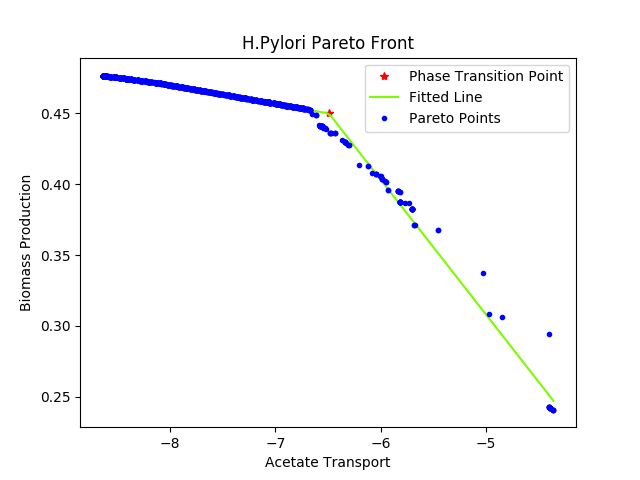 H.Pylori Pareto Front
Phase Transition Point
Fitted Line
Pareto Points
Biomass Production
0.45
0.40
0.35
0.30
0.25
−8
−7
−6
−5
Acetate Transport